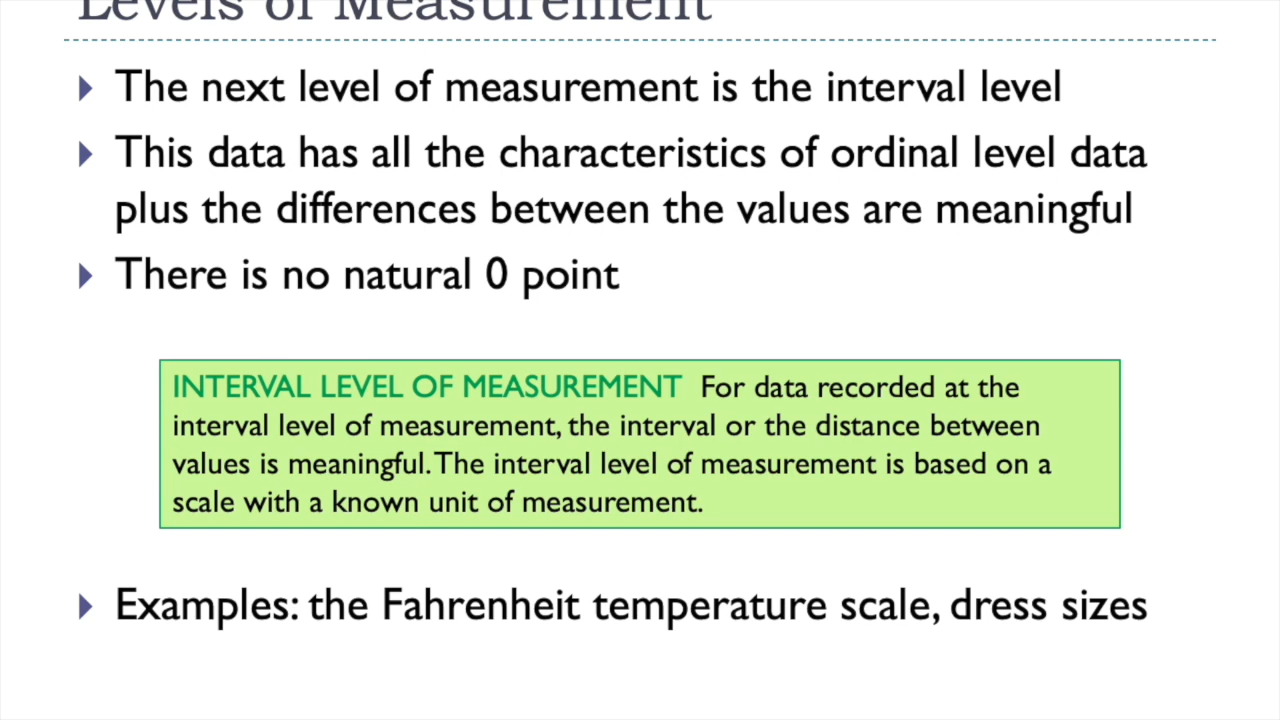 Levels of Measurement
The next level of measurement is the interval level
This data has all the characteristics of ordinal level data
plus the differences between the values are meaningful
There is no natural 0 point
INTERVAL LEVEL OF MEASUREMENT For data recorded at the
interval level of measurement, the interval or the distance between
values is meaningful. The interval level of measurement is based on a
scale with a known unit of measurement.
Examples: the Fahrenheit temperature scale, dress sizes